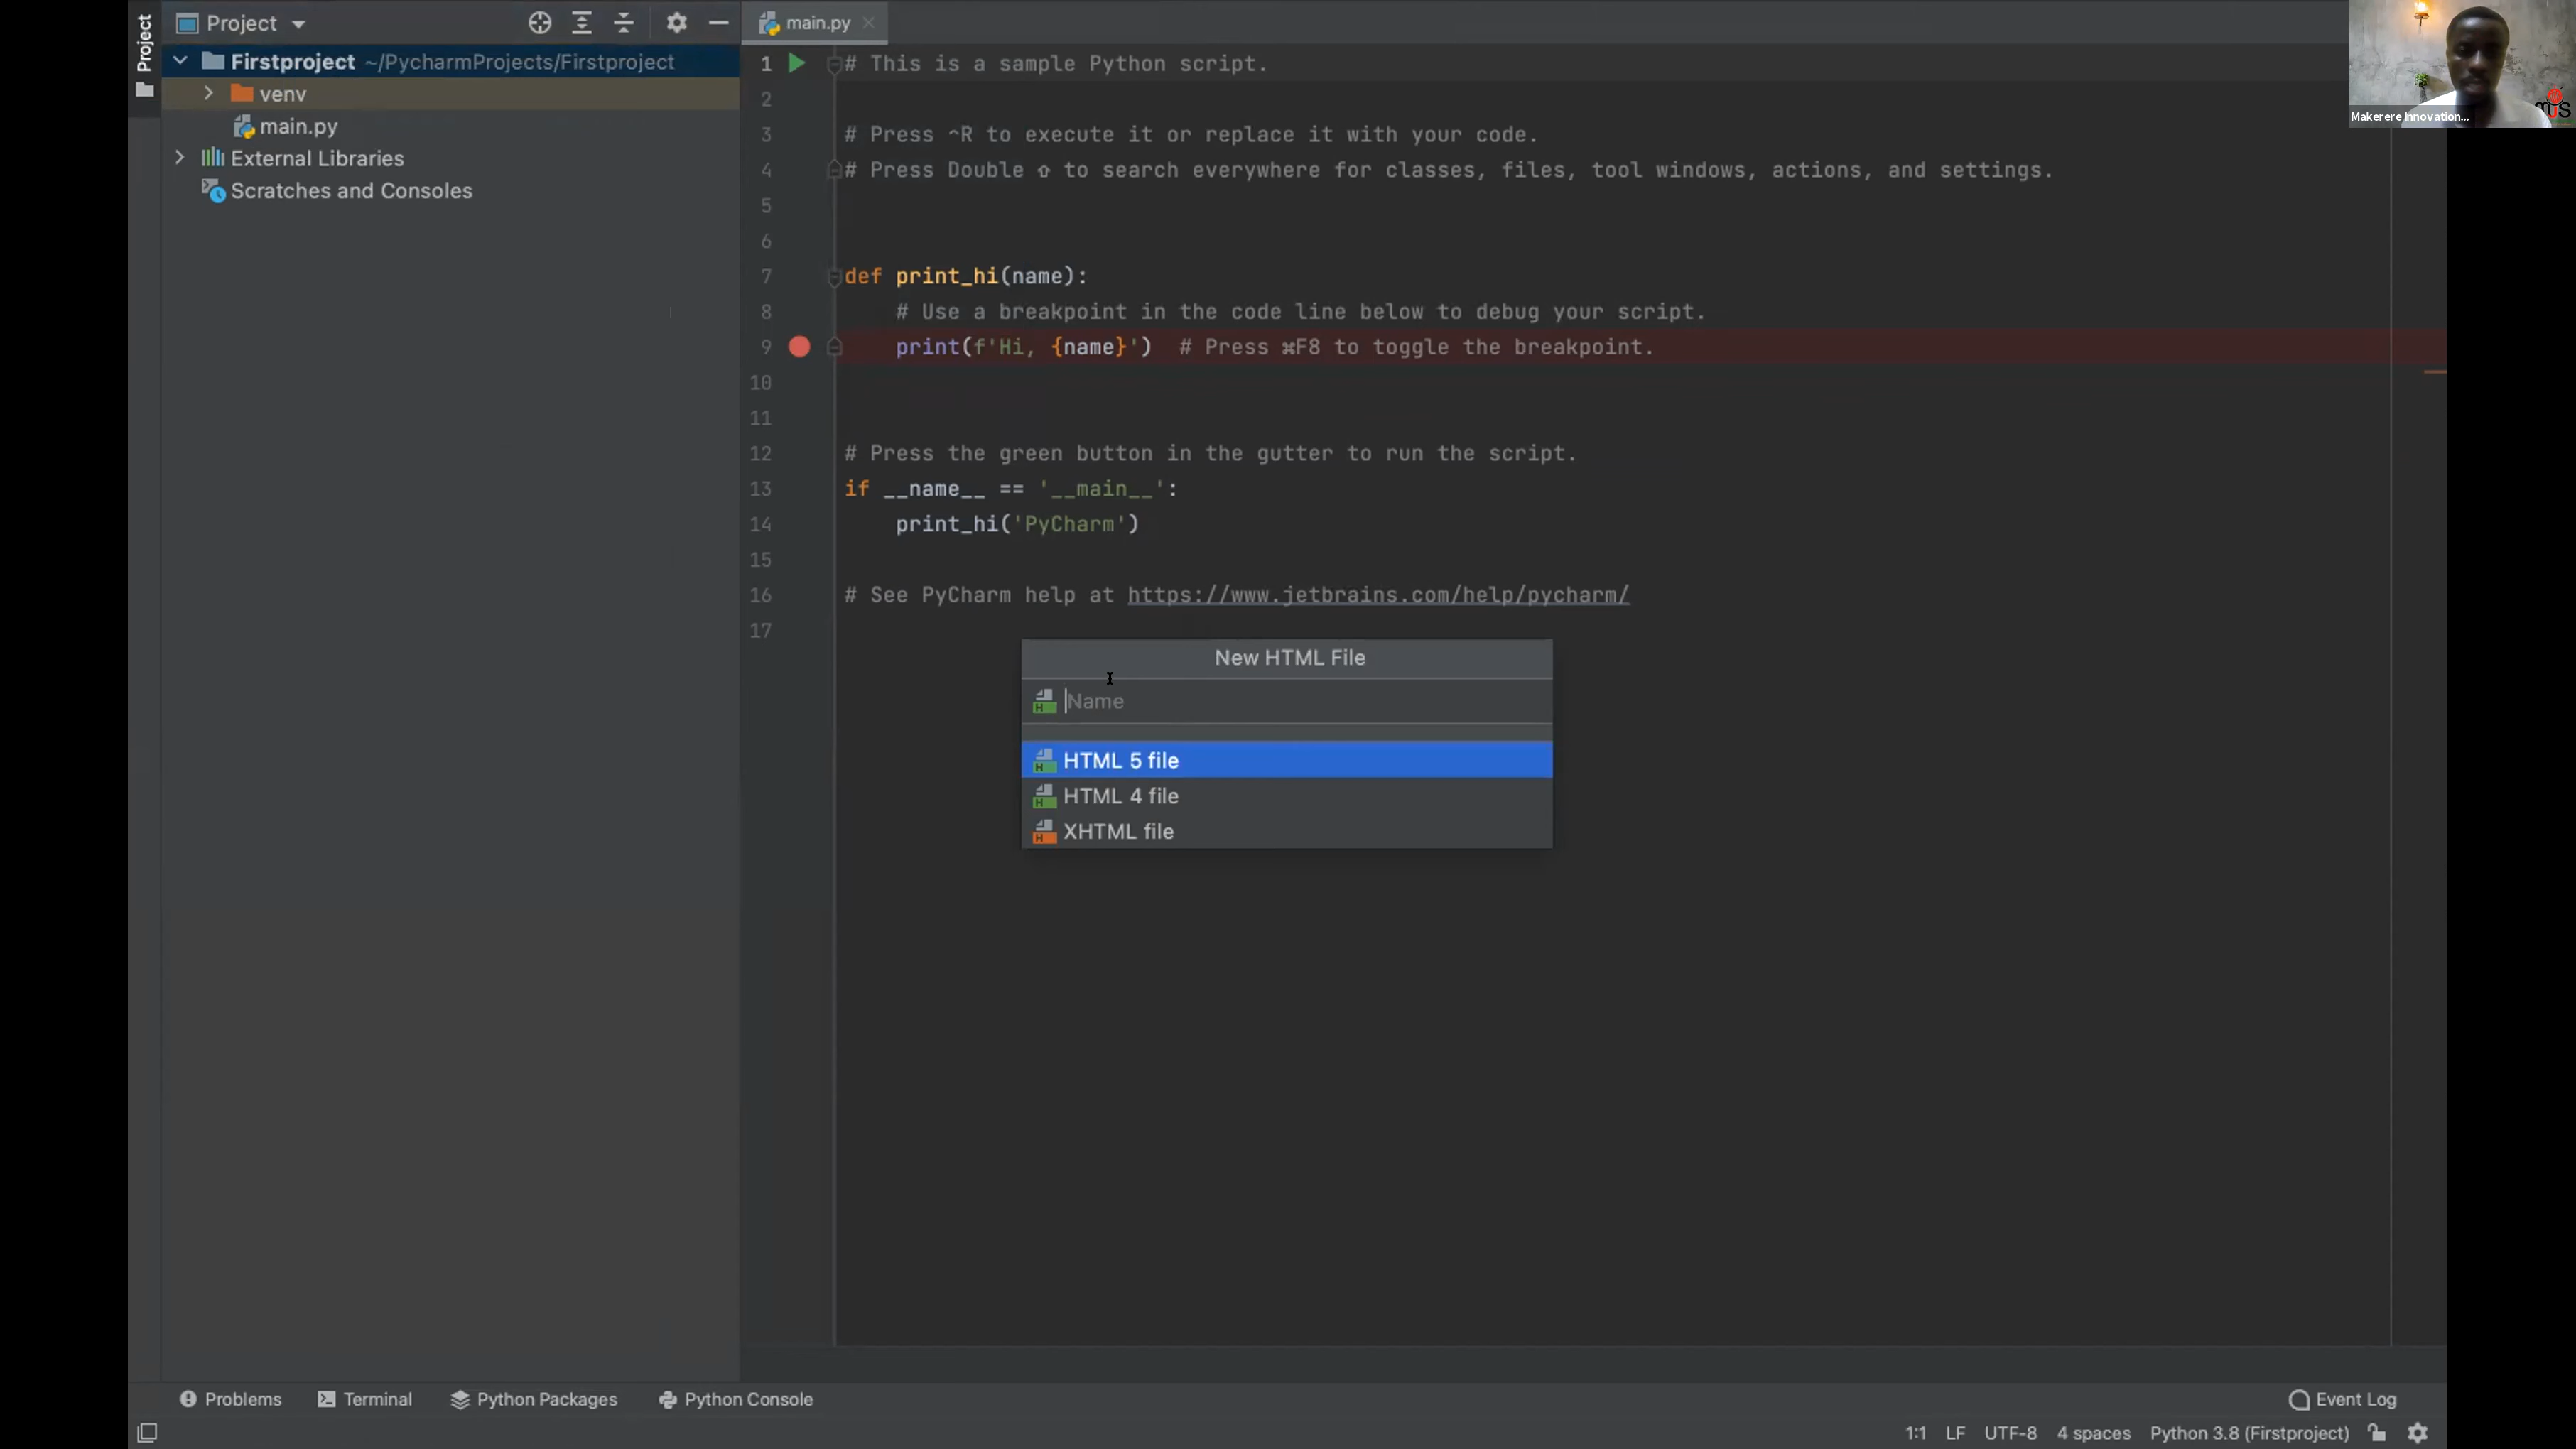 Project
Project
Firstproject ~/PycharmProjects/Firstproject
venv
main.py
External Libraries
Scratches and Consoles
main.py
1 # This is a sample Python script.
2
3 # Press ⌃R to execute it or replace it with your code.
4 # Press Double ⇧ to search everywhere for classes, files, tool windows, actions, and settings.
5
6
7 def print_hi(name):
8 # Use a breakpoint in the code line below to debug your script.
9 print(f'Hi, {name}') # Press ⌘F8 to toggle the breakpoint.
10
11
12 # Press the green button in the gutter to run the script.
13 if __name__ == '__main__':
14 print_hi('PyCharm')
15
16 # See PyCharm help at https://www.jetbrains.com/help/pycharm/
17
New HTML File
Name
HTML 5 file
HTML 4 file
XHTML file
Makerere Innovation...
Problems
Terminal
Python Packages
Python Console
Event Log
1:1 LF UTF-8 4 spaces Python 3.8 (Firstproject)